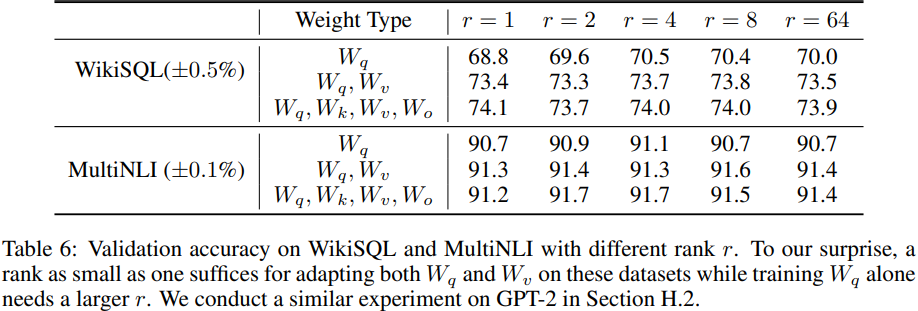 Weight Type r = 1 r = 2 r = 4 r = 8 r = 64
WikiSQL(±0.5%) W_q 68.8 69.6 70.5 70.4 70.0
W_q, W_v 73.4 73.3 73.7 73.8 73.5
W_q, W_k, W_v, W_o 74.1 73.7 74.0 74.0 73.9
MultiNLI (±0.1%) W_q 90.7 90.9 91.1 90.7 90.7
W_q, W_v 91.3 91.4 91.3 91.6 91.4
W_q, W_k, W_v, W_o 91.2 91.7 91.7 91.5 91.4
Table 6: Validation accuracy on WikiSQL and MultiNLI with different rank r. To our surprise, a
rank as small as one suffices for adapting both W_q and W_v on these datasets while training W_q alone
needs a larger r. We conduct a similar experiment on GPT-2 in Section H.2.